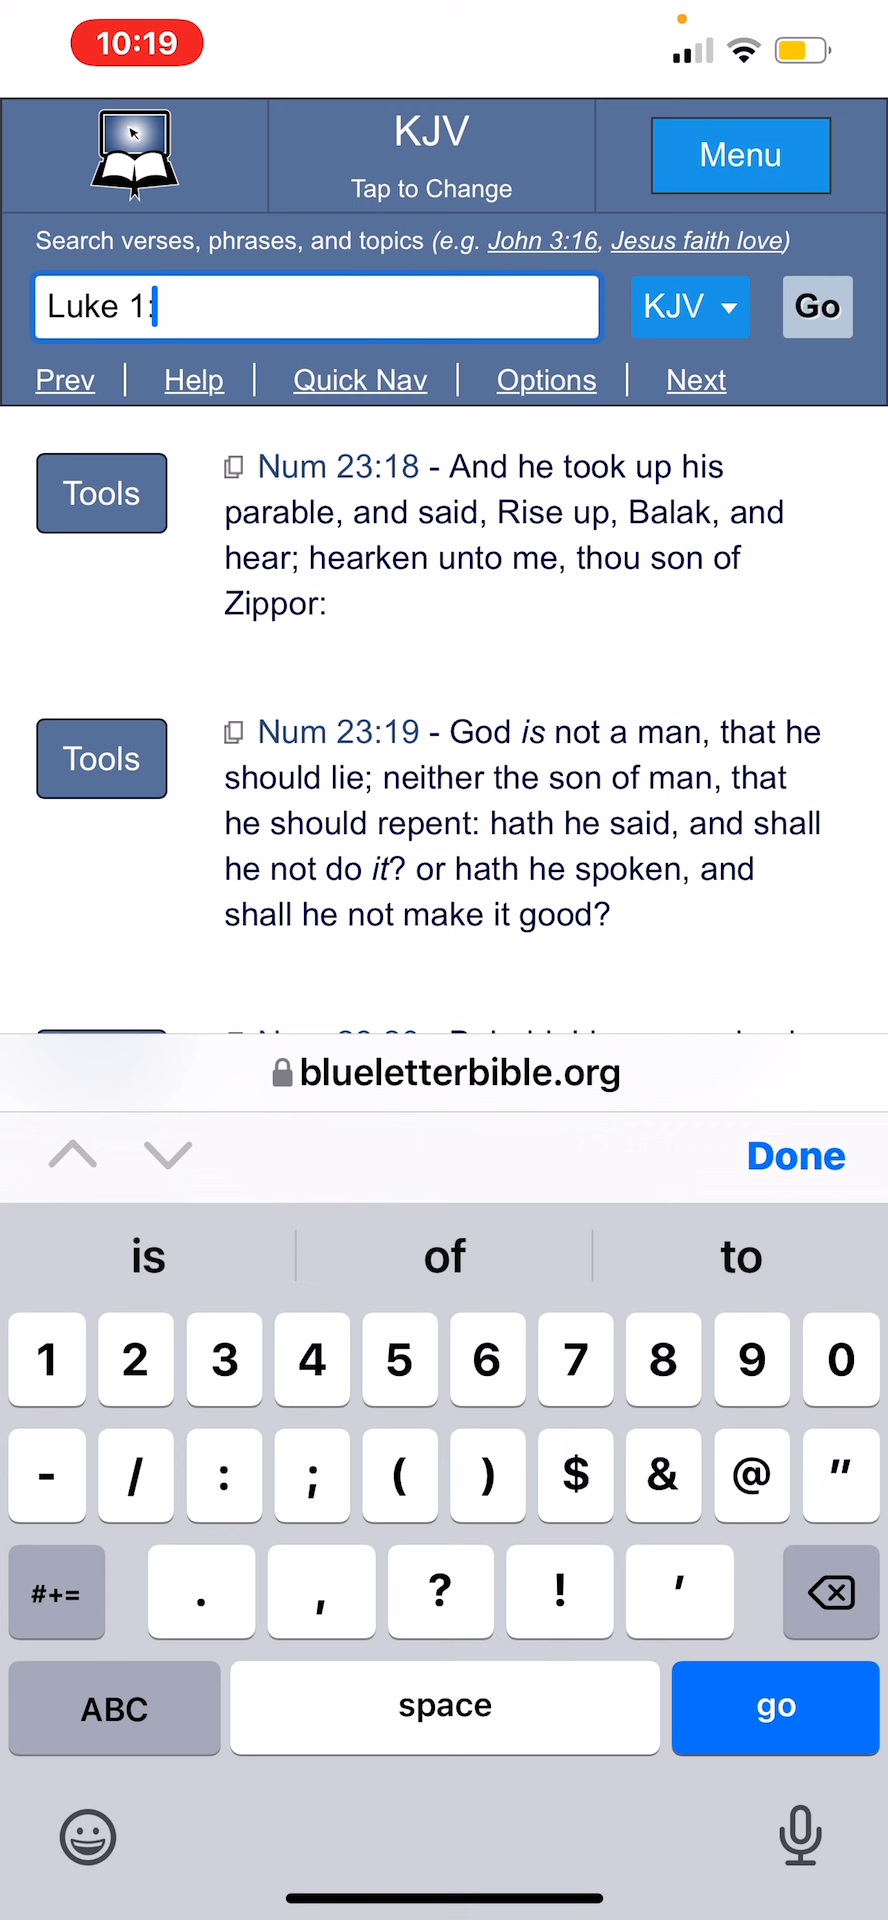 10:19
KJV
Tap to Change
Menu
Search verses, phrases, and topics (e.g. John 3:16, Jesus faith love)
Luke 1:
KJV
Go
Prev | Help | Quick Nav | Options | Next
Tools
Num 23:18 - And he took up his
parable, and said, Rise up, Balak, and
hear; hearken unto me, thou son of
Zippor:
Tools
Num 23:19 - God is not a man, that he
should lie; neither the son of man, that
he should repent: hath he said, and shall
he not do it? or hath he spoken, and
shall he not make it good?
blueletterbible.org
Done
is
of
to
1 2 3 4 5 6 7 8 9 0
- / : ; ( ) $ & @ "
#+= . , ? ! '
ABC space go